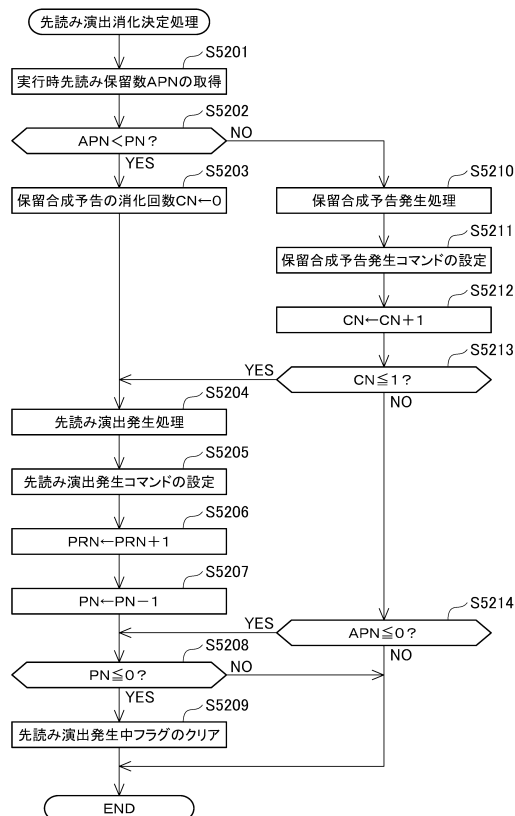 先読み演出消化決定処理
S5201
実行時先読み保留数APNの取得
S5202
APN<PN?
NO
YES
S5203
保留合成予告の消化回数CN←0
S5210
保留合成予告発生処理
S5211
保留合成予告発生コマンドの設定
S5212
CN←CN+1
S5213
CN≦1?
YES
NO
S5204
先読み演出発生処理
S5205
先読み演出発生コマンドの設定
S5206
PRN←PRN+1
S5207
PN←PN-1
S5214
APN≦0?
YES
NO
S5208
PN≦0?
NO
YES
S5209
先読み演出発生中フラグのクリア
END